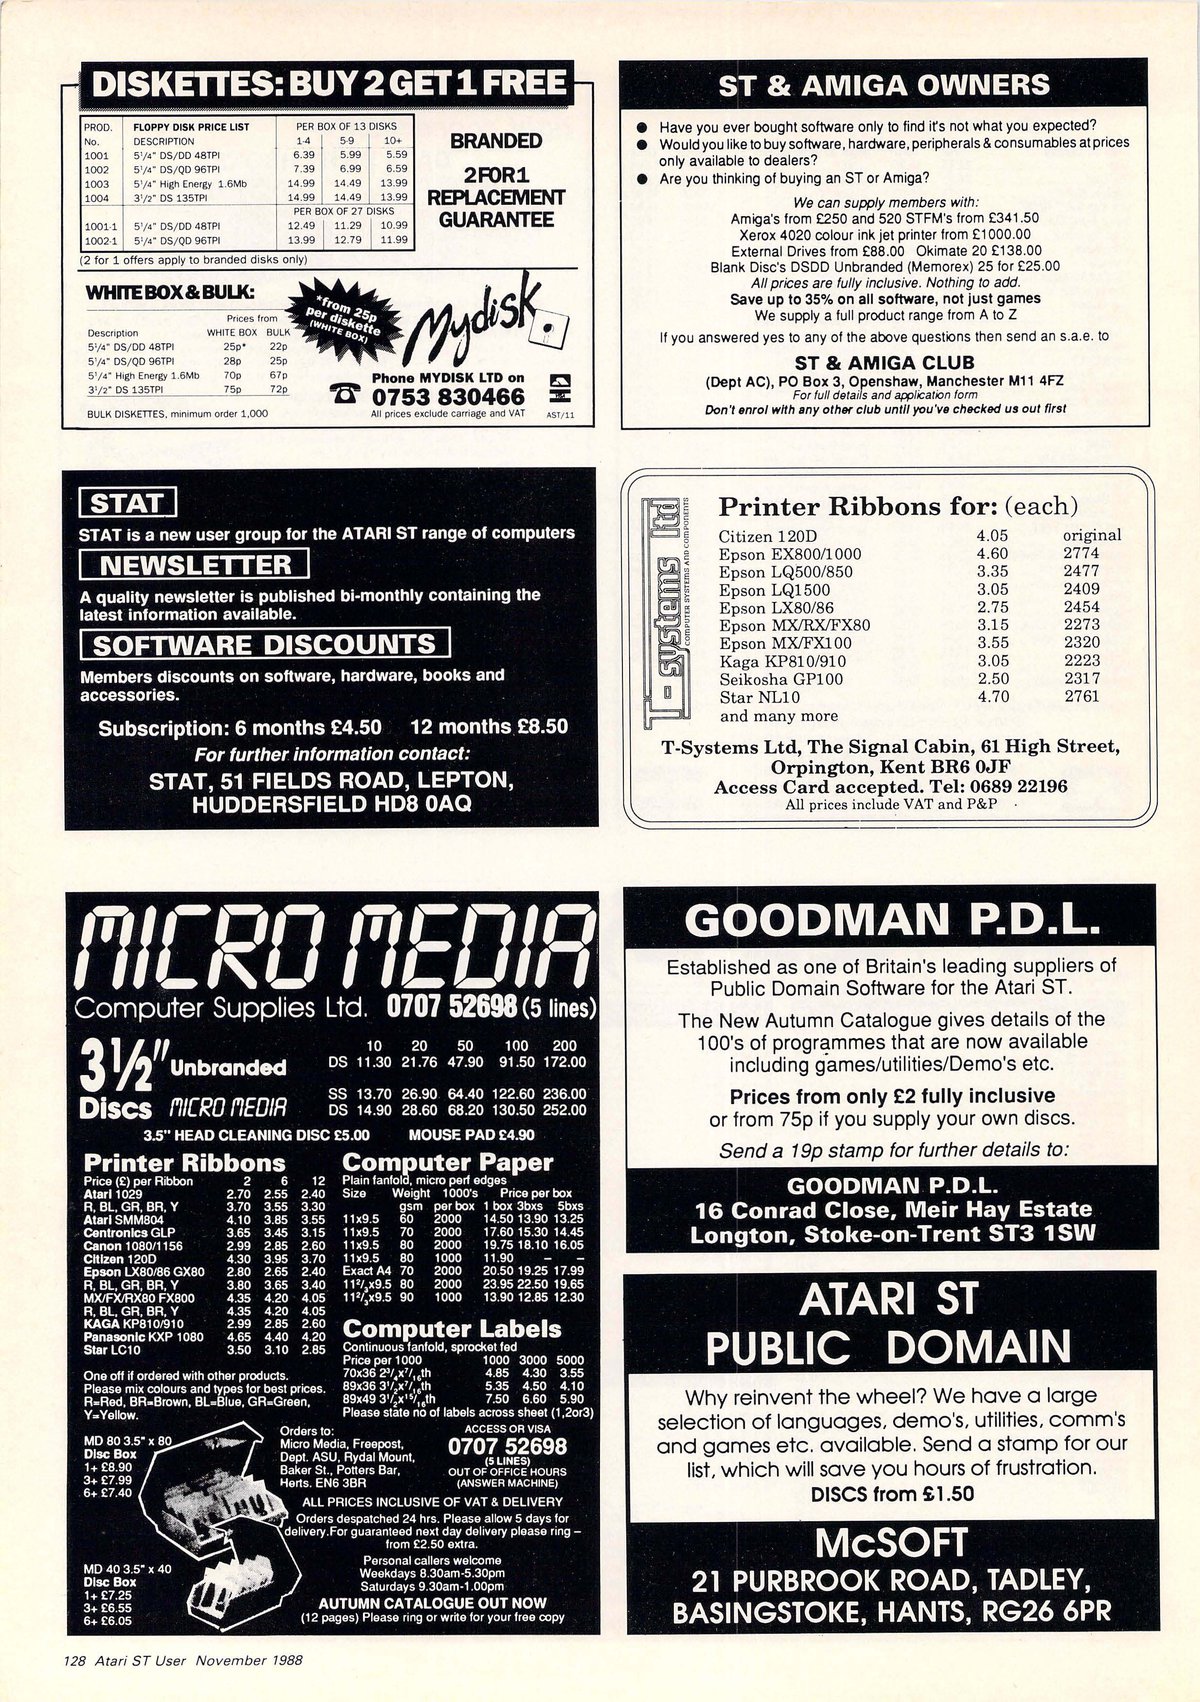 DISKETTES: BUY 2 GET 1 FREE
PROD. FLOPPY DISK PRICE LIST PER BOX OF 13 DISKS
No. DESCRIPTION 1-4 5-9 10+
1001 5¼" DS/DD 48TPI 6.39 5.99 5.59
1002 5¼" DS/QD 96TPI 7.39 6.99 6.59
1003 5¼" High Energy 1.6Mb 14.99 14.49 13.99
1004 3½" DS 135TPI 14.99 14.49 13.99
PER BOX OF 27 DISKS
1001-1 5¼" DS/DD 48TPI 12.49 11.29 10.99
1002-1 5¼" DS/QD 96TPI 13.99 12.79 11.99
(2 for 1 offers apply to branded disks only)
BRANDED
2FOR1
REPLACEMENT
GUARANTEE
WHITE BOX & BULK:
Prices from
Description WHITE BOX BULK
5¼" DS/DD 48TPI 25p* 22p
5¼" DS/QD 96TPI 28p 25p
5¼" High Energy 1.6Mb 70p 67p
3½" DS 135TPI 75p 72p
BULK DISKETTES, minimum order 1,000
*from 25p
per diskette
(WHITE BOX)
Mydisk
Phone MYDISK LTD on
0753 830466
All prices exclude carriage and VAT AST/11
ST & AMIGA OWNERS
● Have you ever bought software only to find it's not what you expected?
● Would you like to buy software, hardware, peripherals & consumables at prices
only available to dealers?
● Are you thinking of buying an ST or Amiga?
We can supply members with:
Amiga's from £250 and 520 STFM's from £341.50
Xerox 4020 colour ink jet printer from £1000.00
External Drives from £88.00 Okimate 20 £138.00
Blank Disc's DSDD Unbranded (Memorex) 25 for £25.00
All prices are fully inclusive. Nothing to add.
Save up to 35% on all software, not just games
We supply a full product range from A to Z
If you answered yes to any of the above questions then send an s.a.e. to
ST & AMIGA CLUB
(Dept AC), PO Box 3, Openshaw, Manchester M11 4FZ
For full details and application form
Don't enrol with any other club until you've checked us out first
STAT
STAT is a new user group for the ATARI ST range of computers
NEWSLETTER
A quality newsletter is published bi-monthly containing the
latest information available.
SOFTWARE DISCOUNTS
Members discounts on software, hardware, books and
accessories.
Subscription: 6 months £4.50 12 months £8.50
For further information contact:
STAT, 51 FIELDS ROAD, LEPTON,
HUDDERSFIELD HD8 0AQ
T-systems ltd
COMPUTER SYSTEMS AND COMPONENTS
Printer Ribbons for: (each)
Citizen 120D 4.05 original
Epson EX800/1000 4.60 2774
Epson LQ500/850 3.35 2477
Epson LQ1500 3.05 2409
Epson LX80/86 2.75 2454
Epson MX/RX/FX80 3.15 2273
Epson MX/FX100 3.55 2320
Kaga KP810/910 3.05 2223
Seikosha GP100 2.50 2317
Star NL10 4.70 2761
and many more
T-Systems Ltd, The Signal Cabin, 61 High Street,
Orpington, Kent BR6 0JF
Access Card accepted. Tel: 0689 22196
All prices include VAT and P&P
MICRO MEDIA
Computer Supplies Ltd. 0707 52698 (5 lines)
3½" Unbranded
Discs MICRO MEDIA
10 20 50 100 200
DS 11.30 21.76 47.90 91.50 172.00
SS 13.70 26.90 64.40 122.60 236.00
DS 14.90 28.60 68.20 130.50 252.00
3.5" HEAD CLEANING DISC £5.00 MOUSE PAD £4.90
Printer Ribbons
Price (£) per Ribbon 2 6 12
Atari 1029 2.70 2.55 2.40
R, BL, GR, BR, Y 3.70 3.55 3.30
Atari SMM804 4.10 3.85 3.55
Centronics GLP 3.65 3.45 3.15
Canon 1080/1156 2.99 2.85 2.60
Citizen 120D 4.30 3.95 3.70
Epson LX80/86 GX80 2.80 2.65 2.40
R, BL, GR, BR, Y 3.80 3.65 3.40
MX/FX/RX80 FX800 4.35 4.20 4.05
R, BL, GR, BR, Y 4.35 4.20 4.05
KAGA KP810/910 2.99 2.85 2.60
Panasonic KXP 1080 4.65 4.40 4.20
Star LC10 3.50 3.10 2.85
One off if ordered with other products.
Please mix colours and types for best prices.
R=Red, BR=Brown, BL=Blue, GR=Green,
Y=Yellow.
Computer Paper
Plain fanfold, micro perf edges
Size Weight 1000's Price per box
gsm per box 1 box 3bxs 5bxs
11x9.5 60 2000 14.50 13.90 13.25
11x9.5 70 2000 17.60 15.30 14.45
11x9.5 80 2000 19.75 18.10 16.05
11x9.5 80 1000 11.90 – –
Exact A4 70 2000 20.50 19.25 17.99
11⅔x9.5 80 2000 23.95 22.50 19.65
11⅔x9.5 90 1000 13.90 12.85 12.30
Computer Labels
Continuous fanfold, sprocket fed
Price per 1000 1000 3000 5000
70x36 2¾x7/16th 4.85 4.30 3.55
89x36 3½x7/16th 5.35 4.50 4.10
89x49 3½x15/16th 7.50 6.60 5.90
Please state no of labels across sheet (1,2or3)
MD 80 3.5" x 80
Disc Box
1+ £8.90
3+ £7.99
6+ £7.40
MD 40 3.5" x 40
Disc Box
1+ £7.25
3+ £6.55
6+ £6.05
Orders to:
Micro Media, Freepost,
Dept. ASU, Rydal Mount,
Baker St., Potters Bar,
Herts. EN6 3BR
ACCESS OR VISA
0707 52698
(5 LINES)
OUT OF OFFICE HOURS
(ANSWER MACHINE)
ALL PRICES INCLUSIVE OF VAT & DELIVERY
Orders despatched 24 hrs. Please allow 5 days for
delivery.For guaranteed next day delivery please ring –
from £2.50 extra.
Personal callers welcome
Weekdays 8.30am-5.30pm
Saturdays 9.30am-1.00pm
AUTUMN CATALOGUE OUT NOW
(12 pages) Please ring or write for your free copy
GOODMAN P.D.L.
Established as one of Britain's leading suppliers of
Public Domain Software for the Atari ST.
The New Autumn Catalogue gives details of the
100's of programmes that are now available
including games/utilities/Demo's etc.
Prices from only £2 fully inclusive
or from 75p if you supply your own discs.
Send a 19p stamp for further details to:
GOODMAN P.D.L.
16 Conrad Close, Meir Hay Estate
Longton, Stoke-on-Trent ST3 1SW
ATARI ST
PUBLIC DOMAIN
Why reinvent the wheel? We have a large
selection of languages, demo's, utilities, comm's
and games etc. available. Send a stamp for our
list, which will save you hours of frustration.
DISCS from £1.50
McSOFT
21 PURBROOK ROAD, TADLEY,
BASINGSTOKE, HANTS, RG26 6PR
128 Atari ST User November 1988